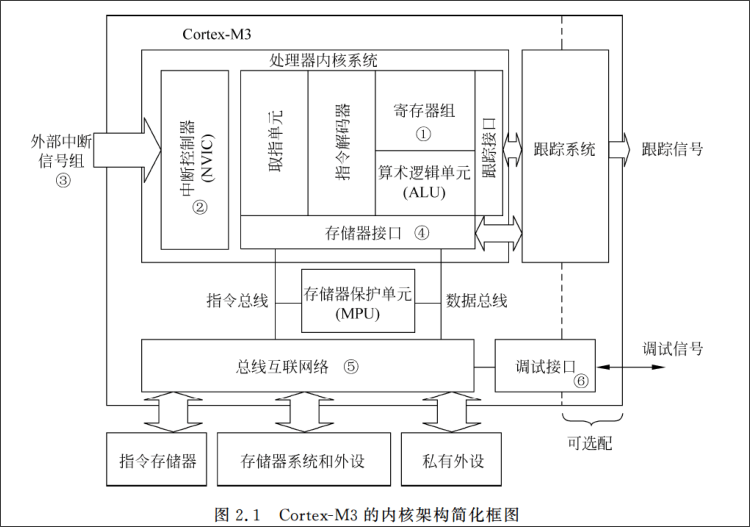 Cortex-M3
处理器内核系统
外部中断
信号组
③
中断控制器
(NVIC)
②
取指单元
指令解码器
寄存器组
①
算术逻辑单元
(ALU)
跟踪接口
跟踪系统
跟踪信号
存储器接口 ④
指令总线
存储器保护单元
(MPU)
数据总线
总线互联网络 ⑤
调试接口
⑥
调试信号
可选配
指令存储器
存储器系统和外设
私有外设
图 2.1 Cortex-M3 的内核架构简化框图